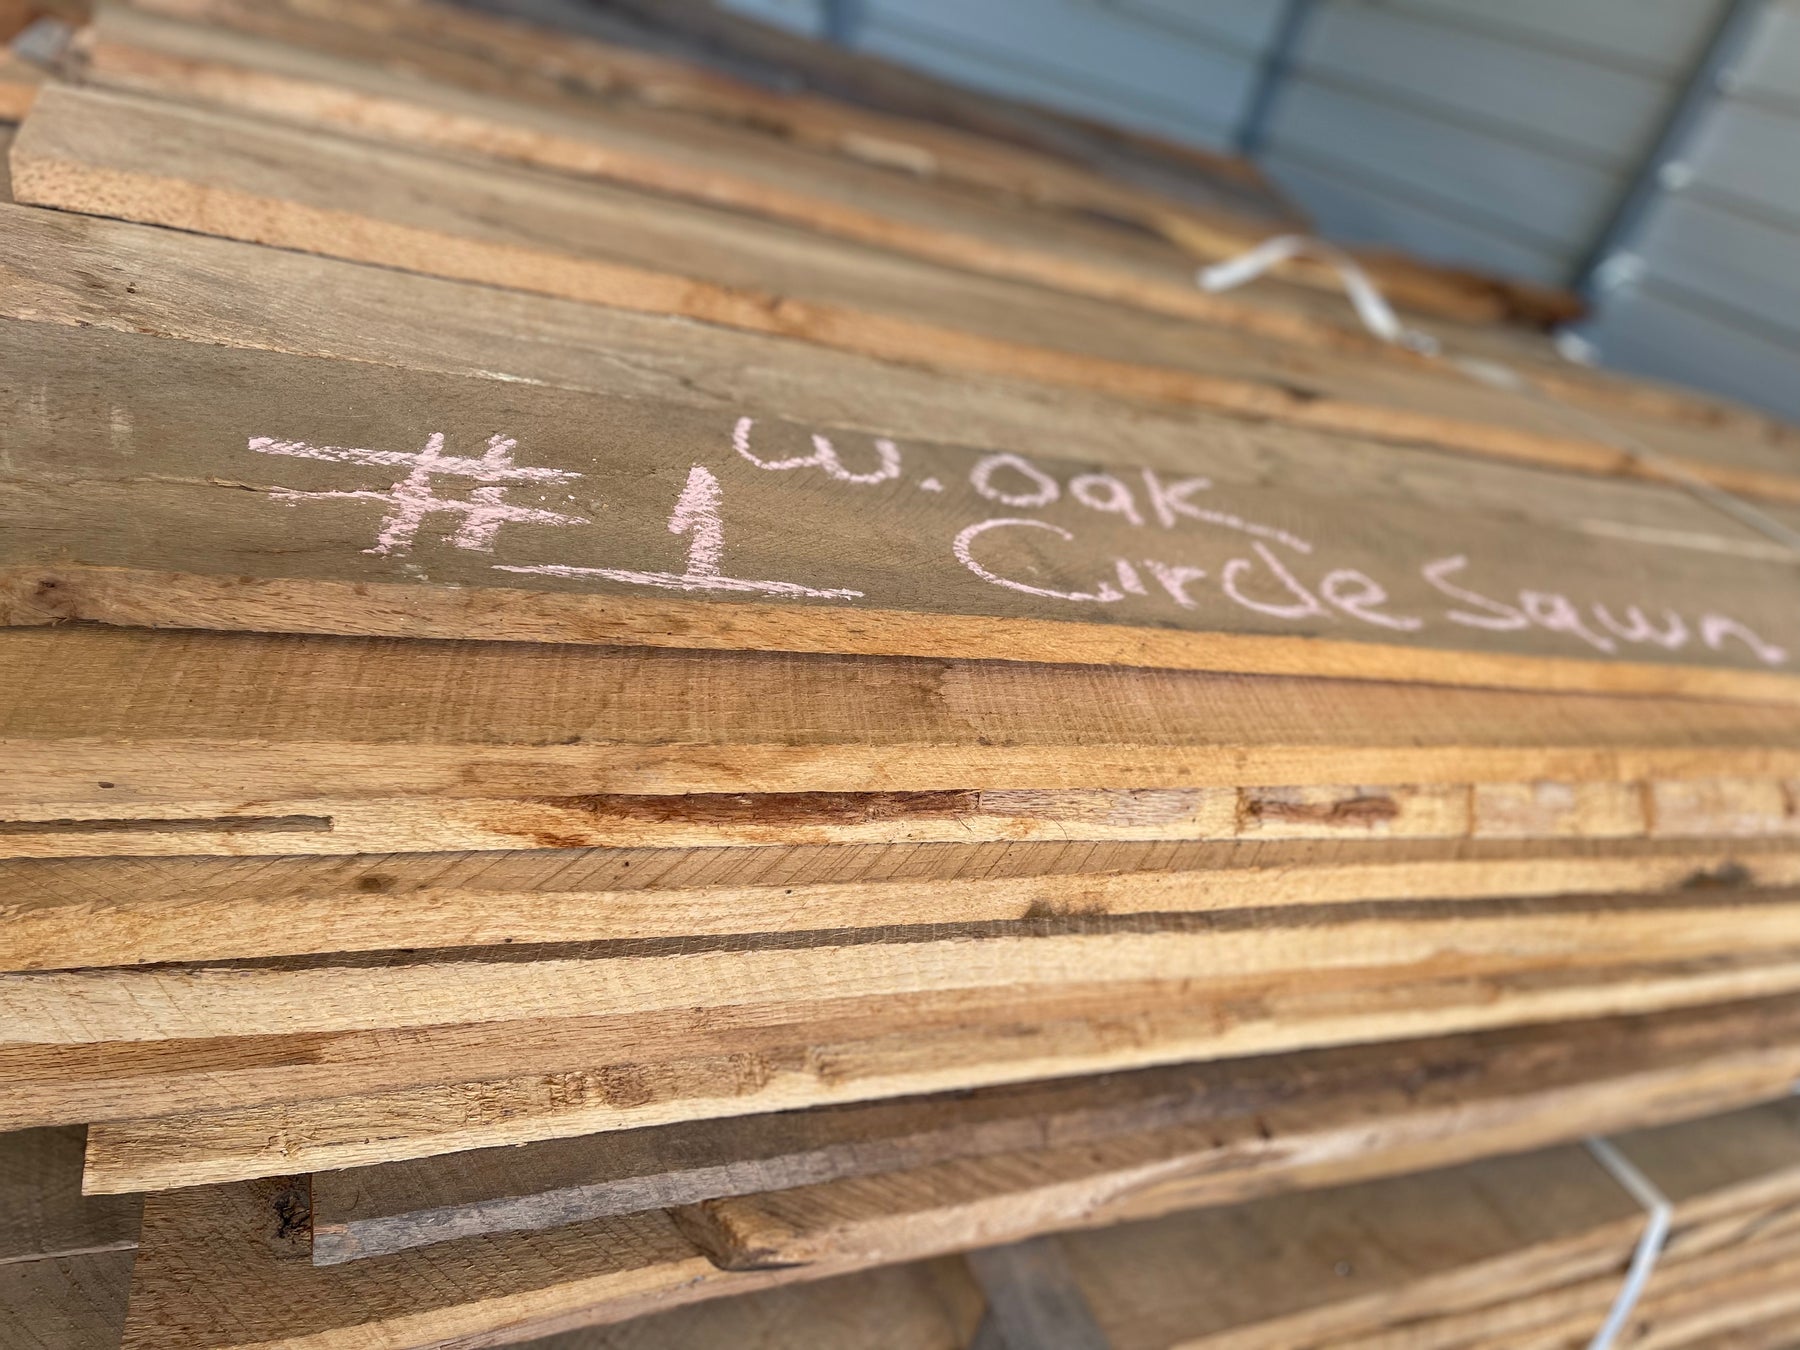 #1 W. Oak
Circle Sawn